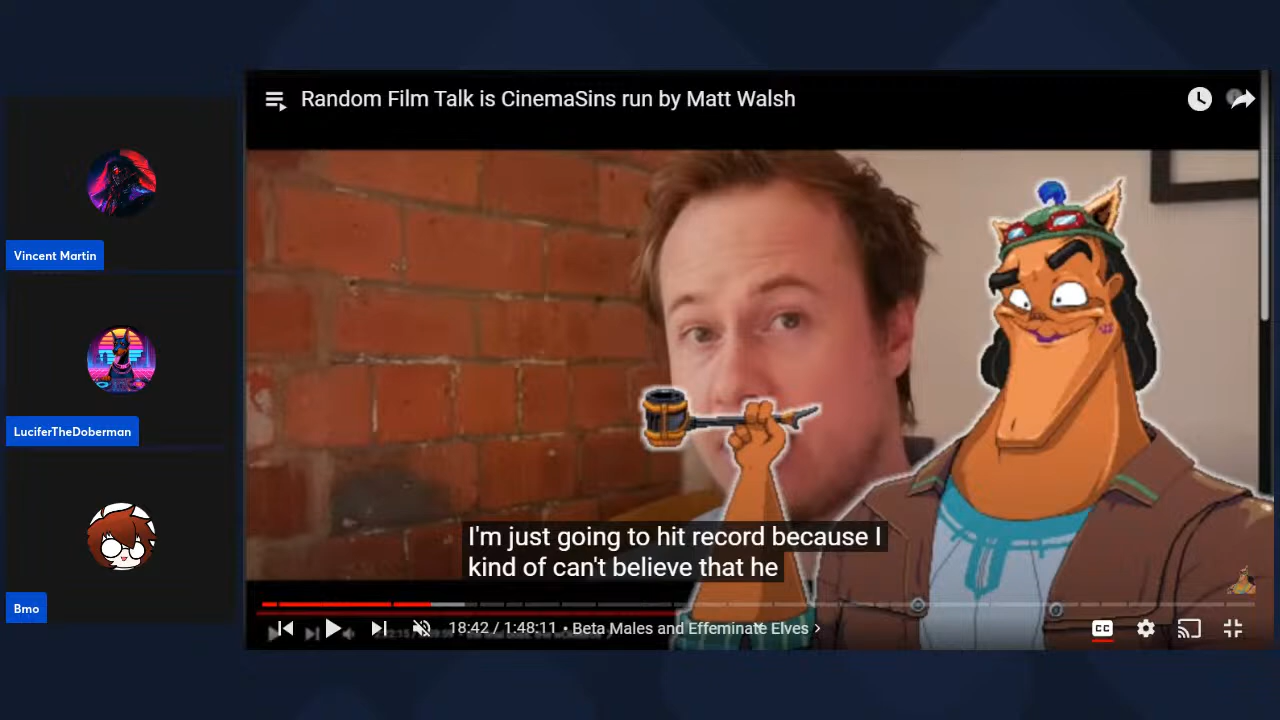 Random Film Talk is CinemaSins run by Matt Walsh
Vincent Martin
LuciferTheDoberman
Bmo
I'm just going to hit record because I
kind of can't believe that he
18:42 / 1:48:11 • Beta Males and Effeminate Elves >
CC